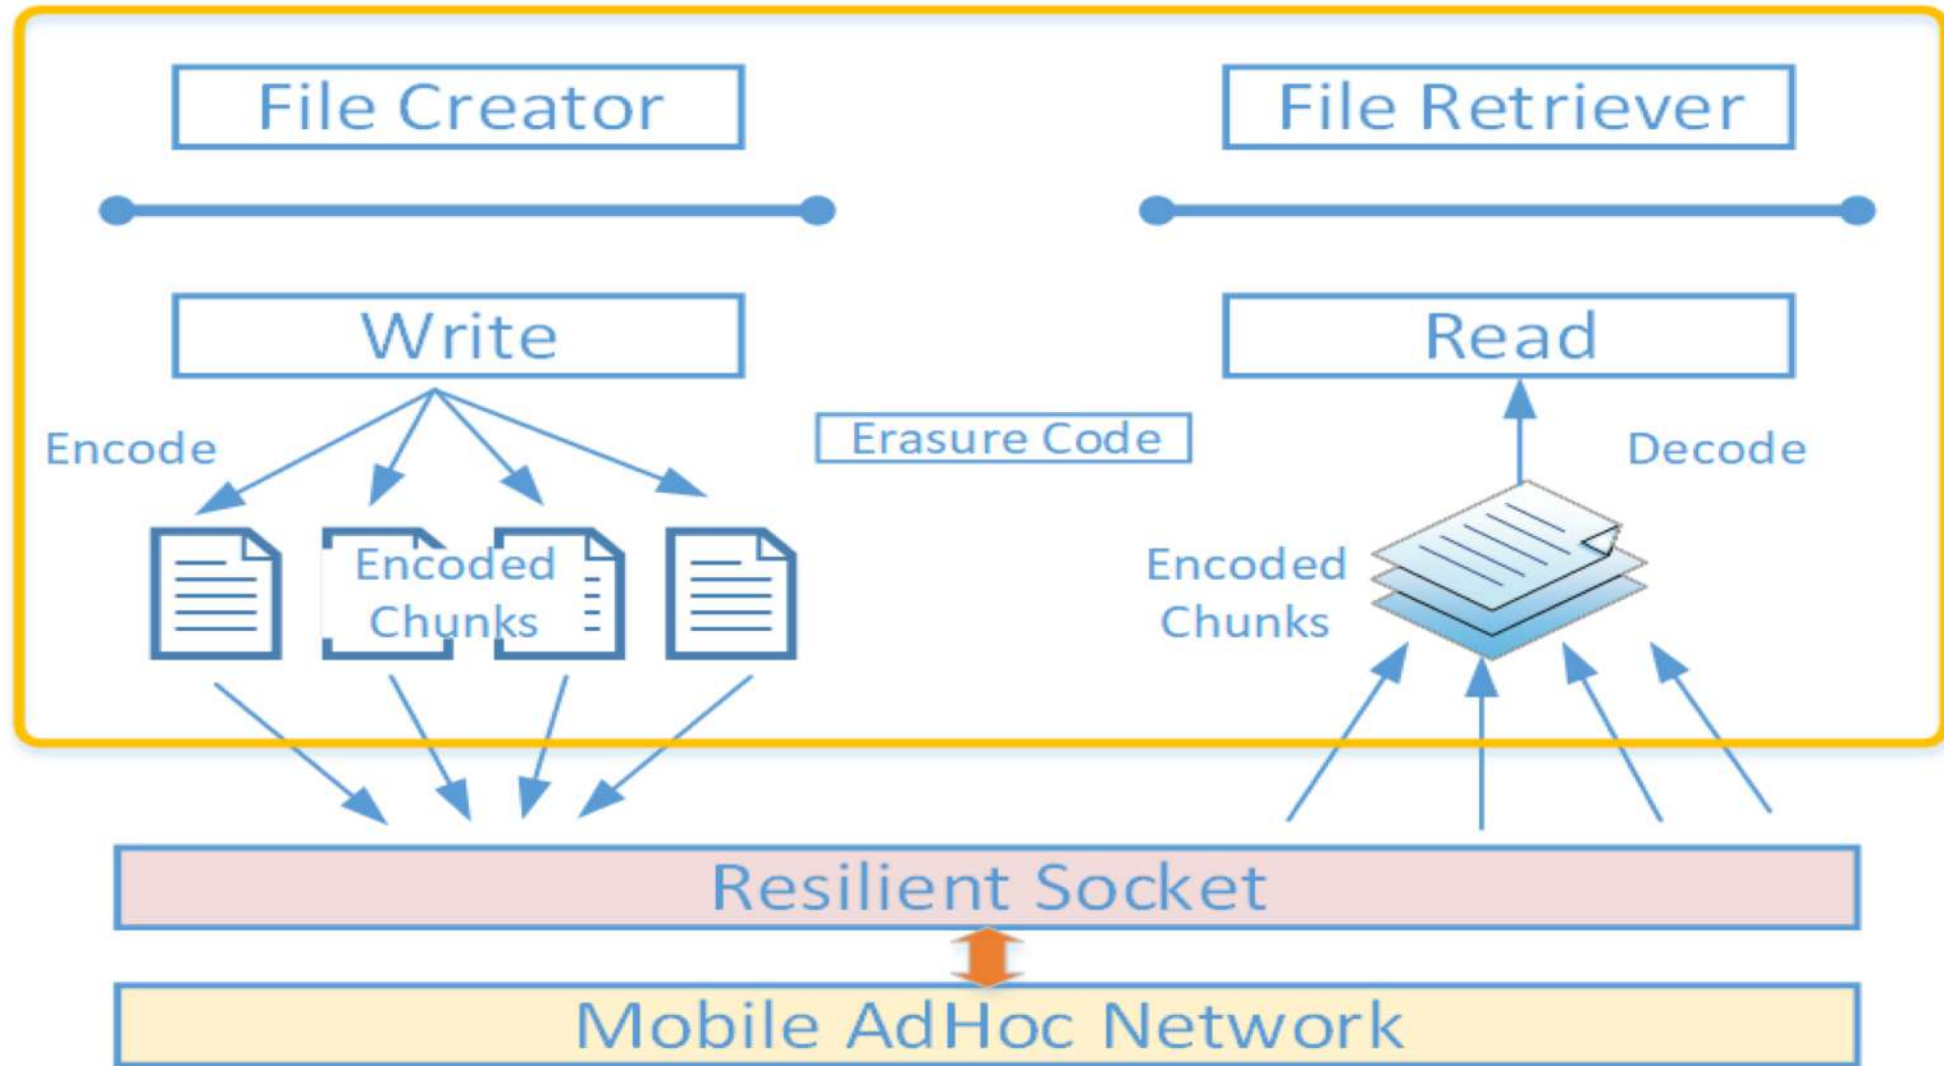 File Creator
File Retriever
Write
Read
Encode
Erasure Code
Decode
Encoded
Chunks
Encoded
Chunks
Resilient Socket
Mobile AdHoc Network